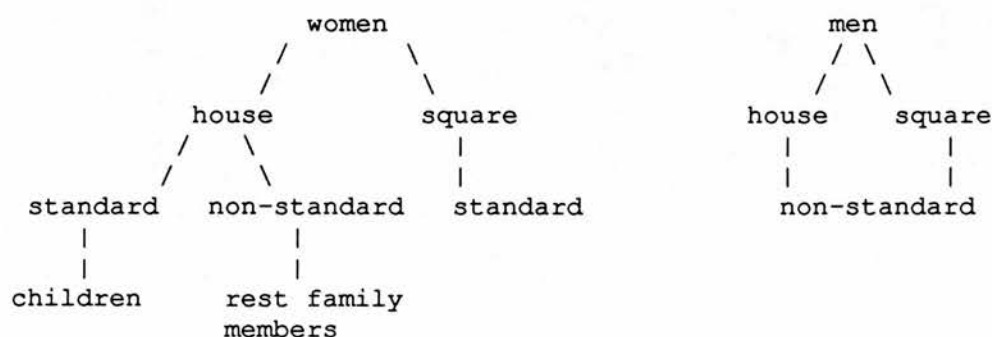 women men
house square house square
standard non-standard standard non-standard
children rest family
members